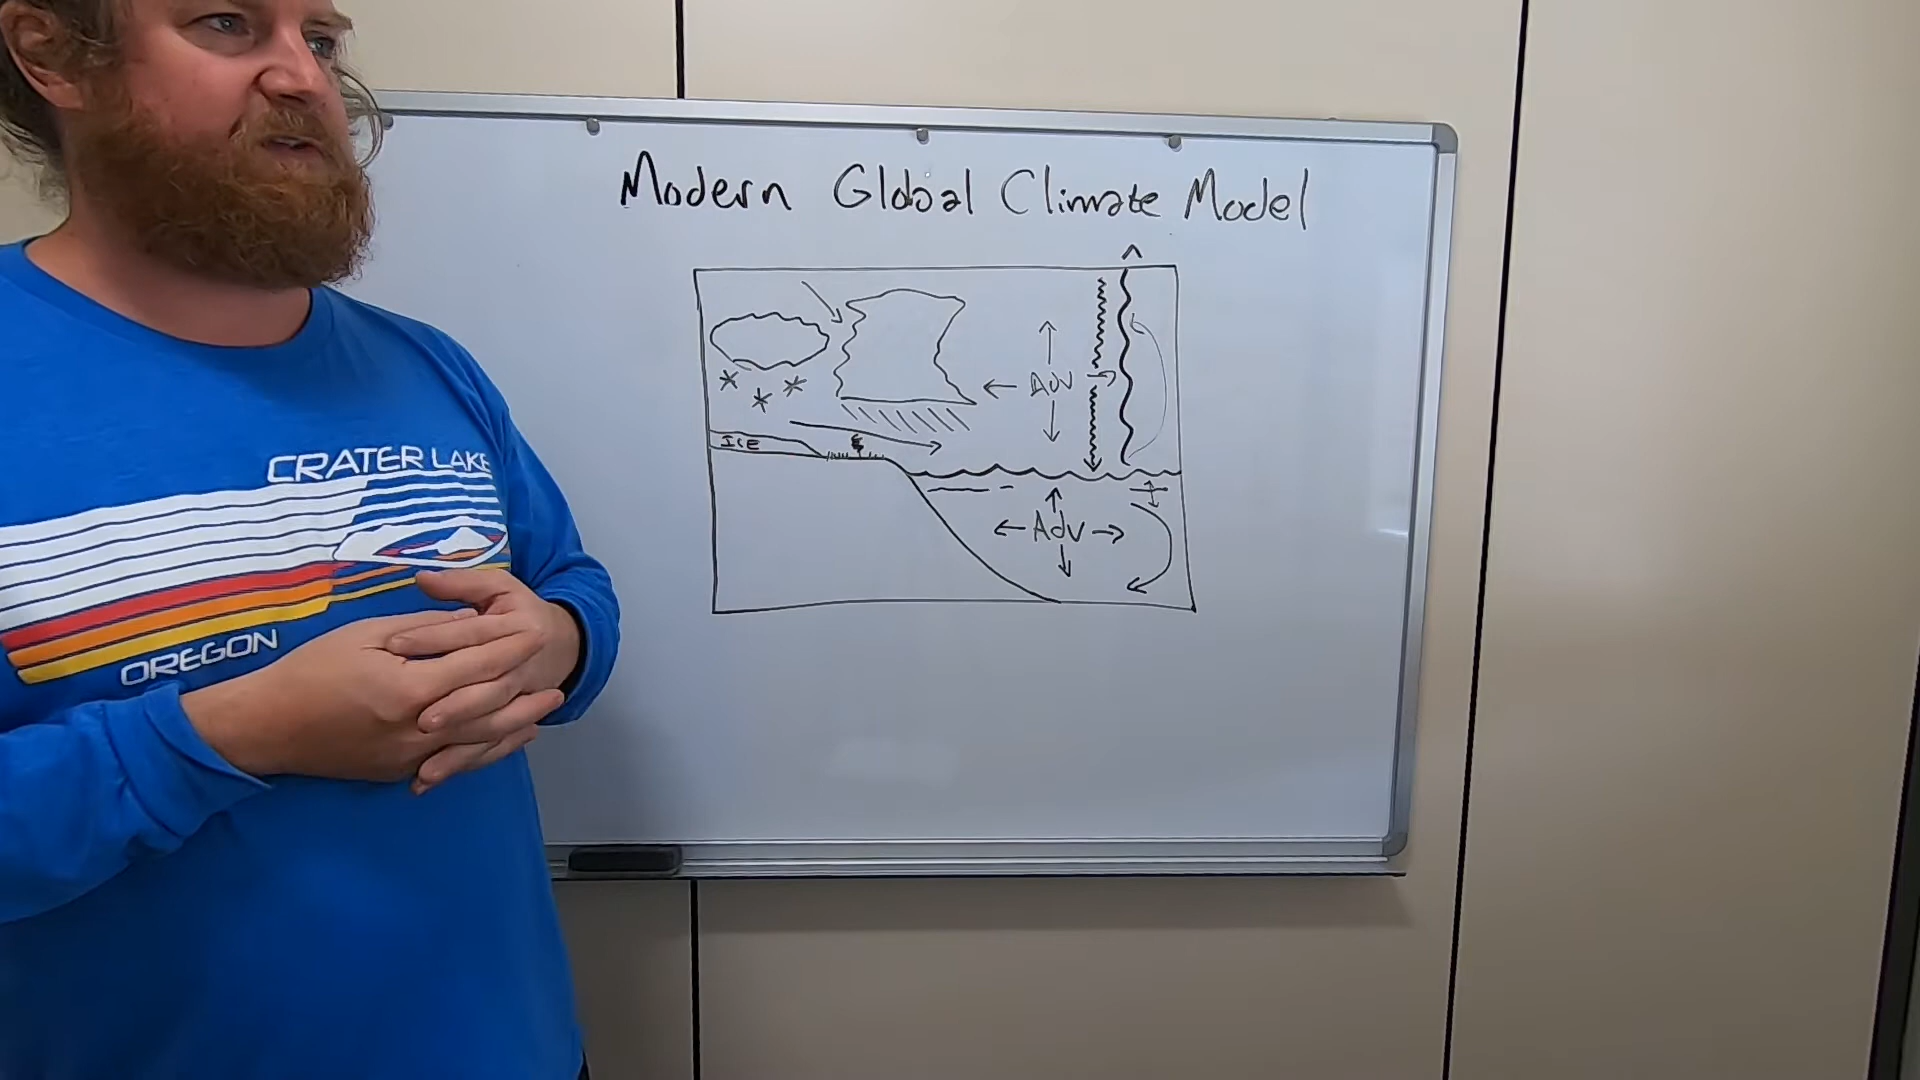 Modern Global Climate Model
Adv
ICE
Adv
CRATER LAKE
OREGON